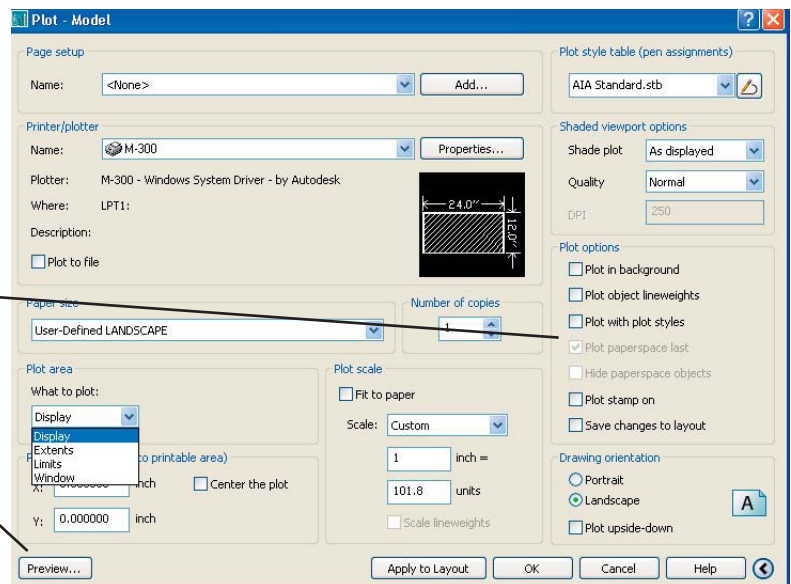 Plot - Model
Page setup
Name: <None> Add...
Printer/plotter
Name: M-300 Properties...
Plotter: M-300 - Windows System Driver - by Autodesk
Where: LPT1:
Description:
Plot to file
24.0''
12.0''
Paper size
User-Defined LANDSCAPE
Number of copies
1
Plot area
What to plot:
Display
Display
Extents
Limits
Window
to printable area)
X: inch Center the plot
Y: 0.000000 inch
Plot scale
Fit to paper
Scale: Custom
1 inch =
101.8 units
Scale lineweights
Plot style table (pen assignments)
AIA Standard.stb
Shaded viewport options
Shade plot As displayed
Quality Normal
DPI 250
Plot options
Plot in background
Plot object lineweights
Plot with plot styles
Plot paperspace last
Hide paperspace objects
Plot stamp on
Save changes to layout
Drawing orientation
Portrait
Landscape
A
Plot upside-down
Preview... Apply to Layout OK Cancel Help